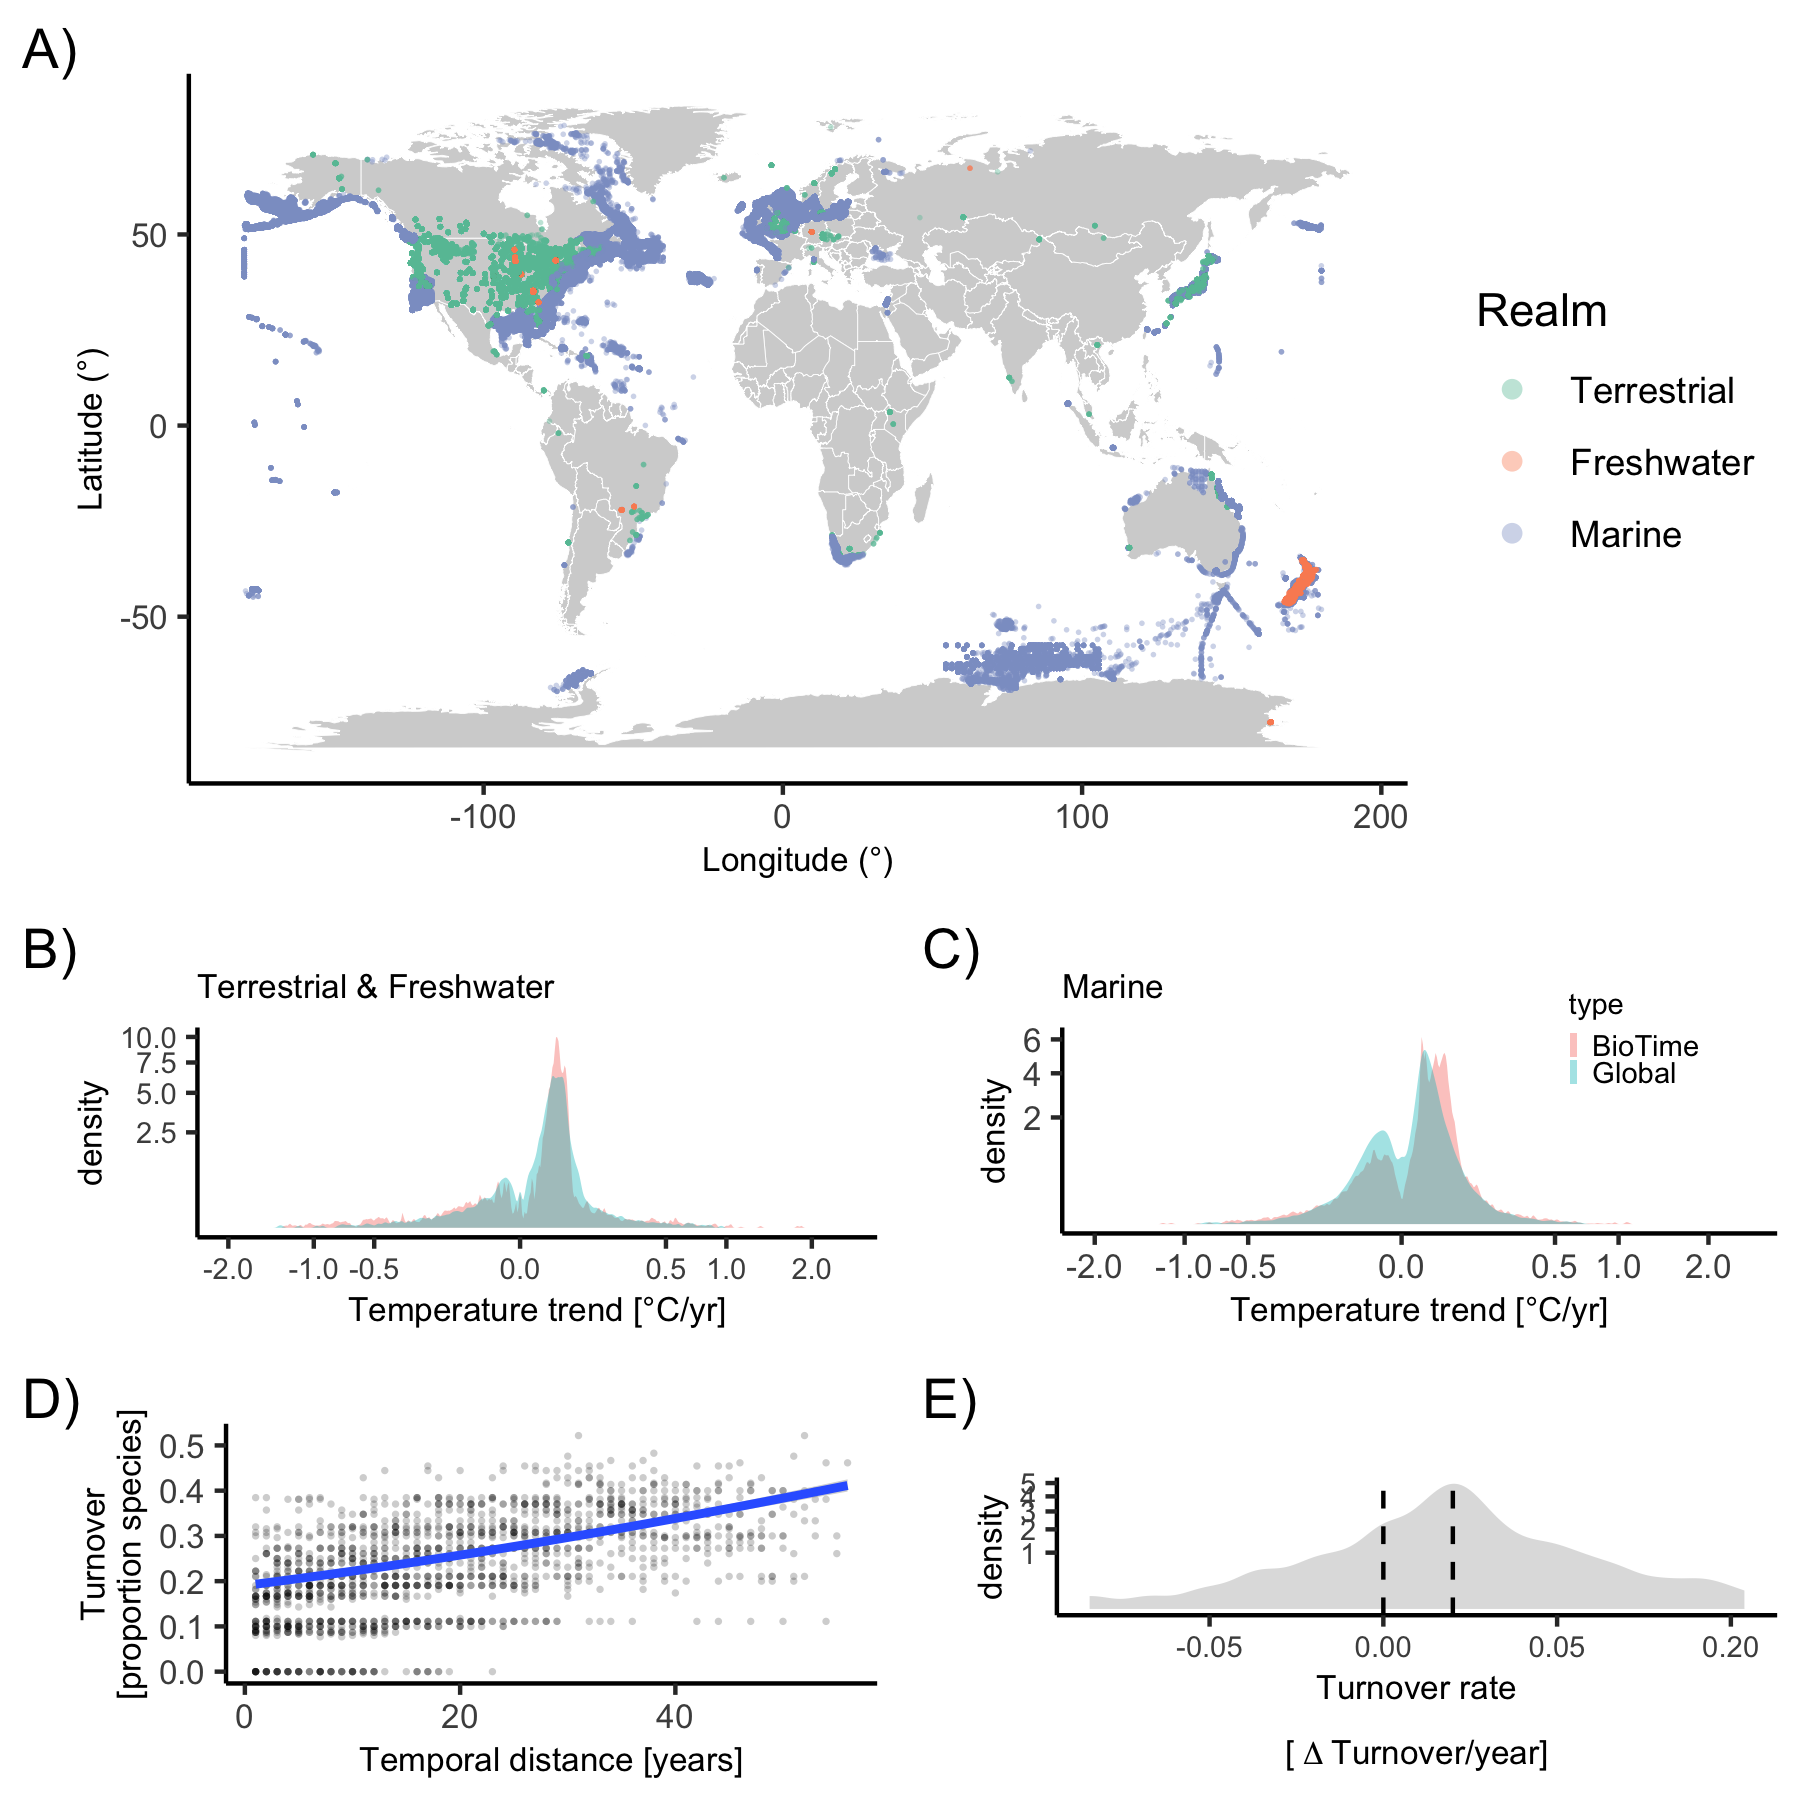 A)
50
0
-50
Latitude (°)
-100
0
100
200
Longitude (°)
Realm
Terrestrial
Freshwater
Marine
B)
Terrestrial & Freshwater
10.0
7.5
5.0
2.5
density
-2.0
-1.0
-0.5
0.0
0.5
1.0
2.0
Temperature trend [°C/yr]
C)
Marine
type
BioTime
Global
6
4
2
density
-2.0
-1.0
-0.5
0.0
0.5
1.0
2.0
Temperature trend [°C/yr]
D)
Turnover
[proportion species]
0.5
0.4
0.3
0.2
0.1
0.0
0
20
40
Temporal distance [years]
E)
5
4
3
2
1
density
-0.05
0.00
0.05
0.20
Turnover rate
[ Δ Turnover/year]